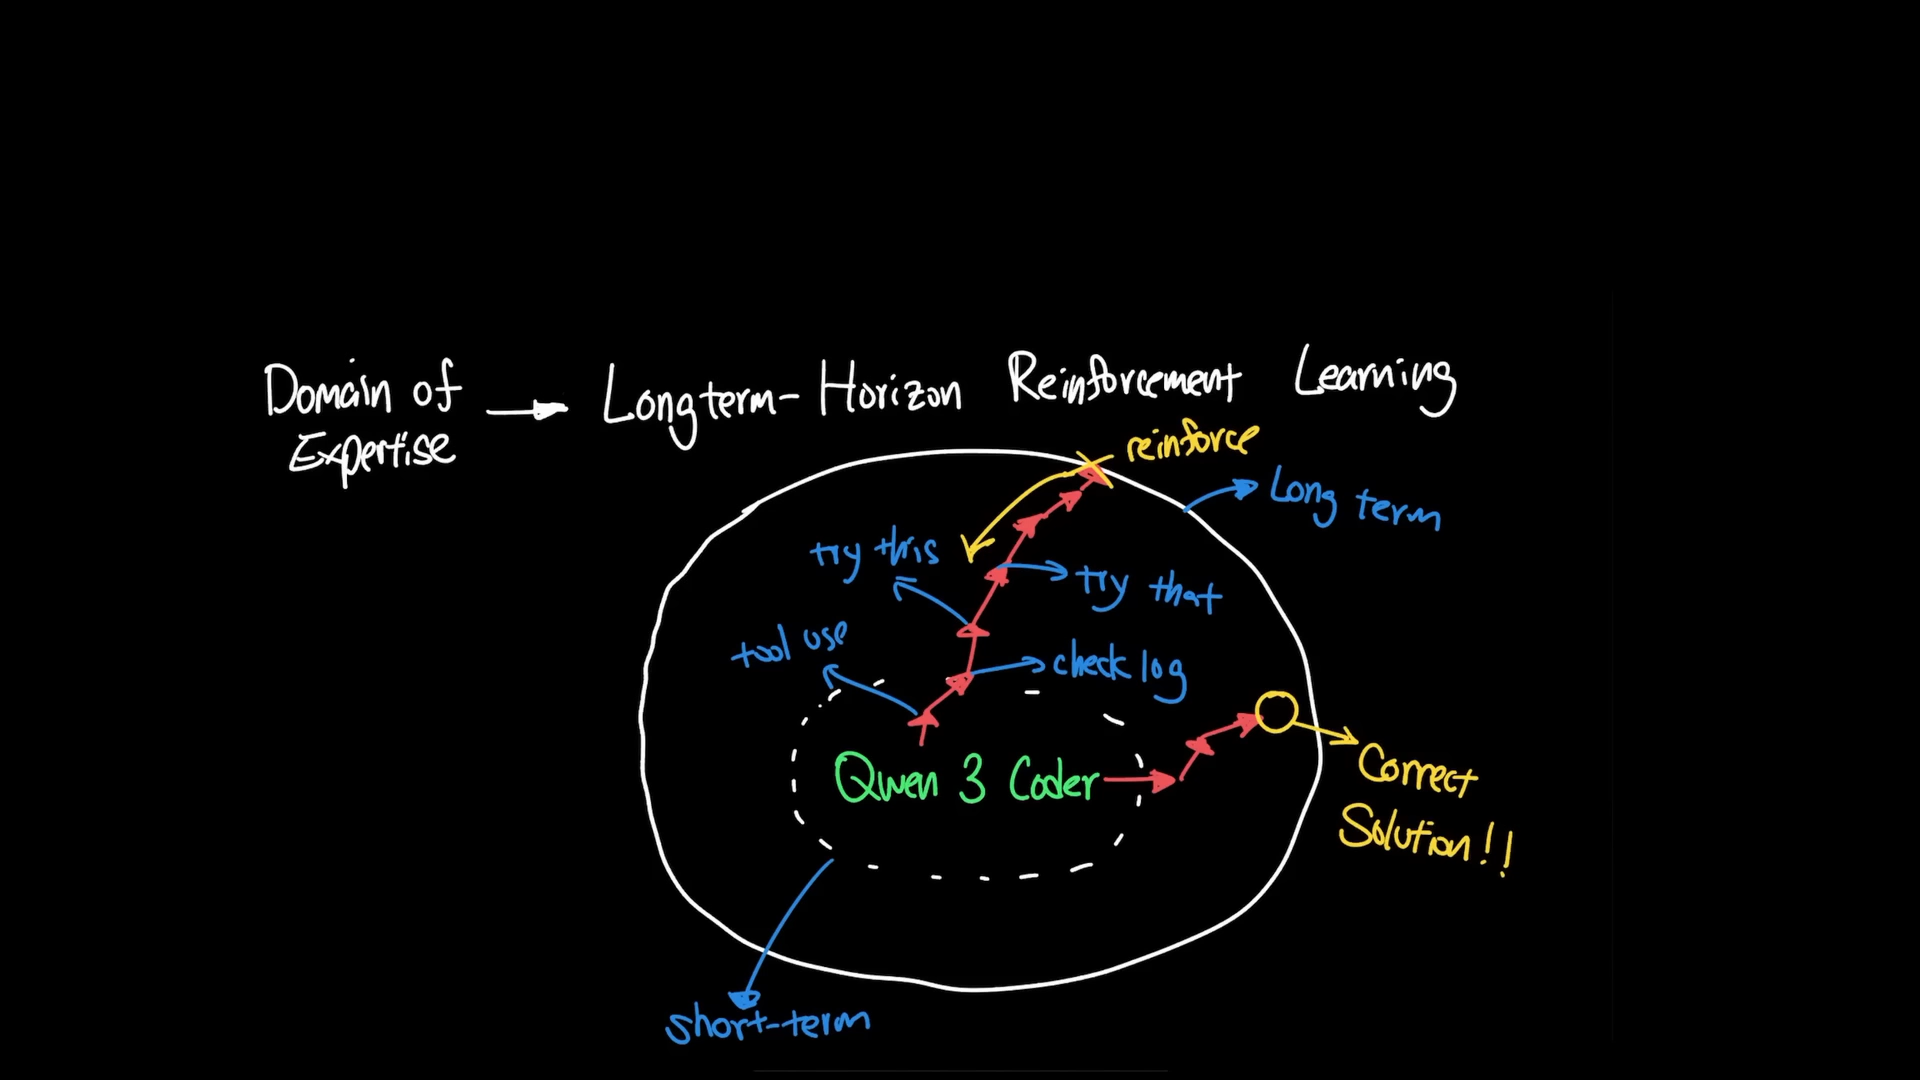 Domain of
Expertise
Longterm-Horizon Reinforcement Learning
reinforce
Long term
try this
try that
tool use
check log
Qwen 3 Coder
Correct
Solution!!
short-term